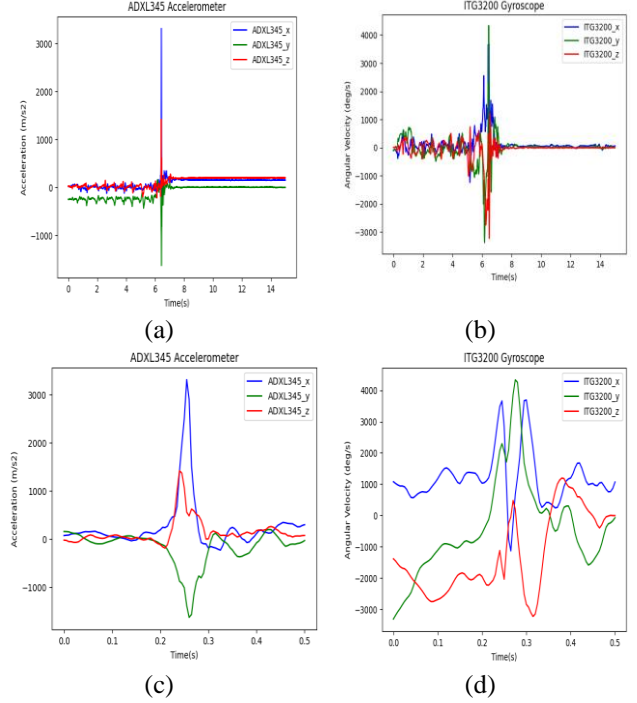 ADXL345 Accelerometer
3000
2000
1000
0
−1000
Acceleration (m/s2)
0 2 4 6 8 10 12 14
Time(s)
ADXL345_x
ADXL345_y
ADXL345_z
(a)
ITG3200 Gyroscope
4000
3000
2000
1000
0
−1000
−2000
−3000
Angular Velocity (deg/s)
0 2 4 6 8 10 12 14
Time(s)
ITG3200_x
ITG3200_y
ITG3200_z
(b)
ADXL345 Accelerometer
3000
2000
1000
0
−1000
Acceleration (m/s2)
0.0 0.1 0.2 0.3 0.4 0.5
Time(s)
ADXL345_x
ADXL345_y
ADXL345_z
(c)
ITG3200 Gyroscope
4000
3000
2000
1000
0
−1000
−2000
−3000
Angular Velocity (deg/s)
0.0 0.1 0.2 0.3 0.4 0.5
Time(s)
ITG3200_x
ITG3200_y
ITG3200_z
(d)